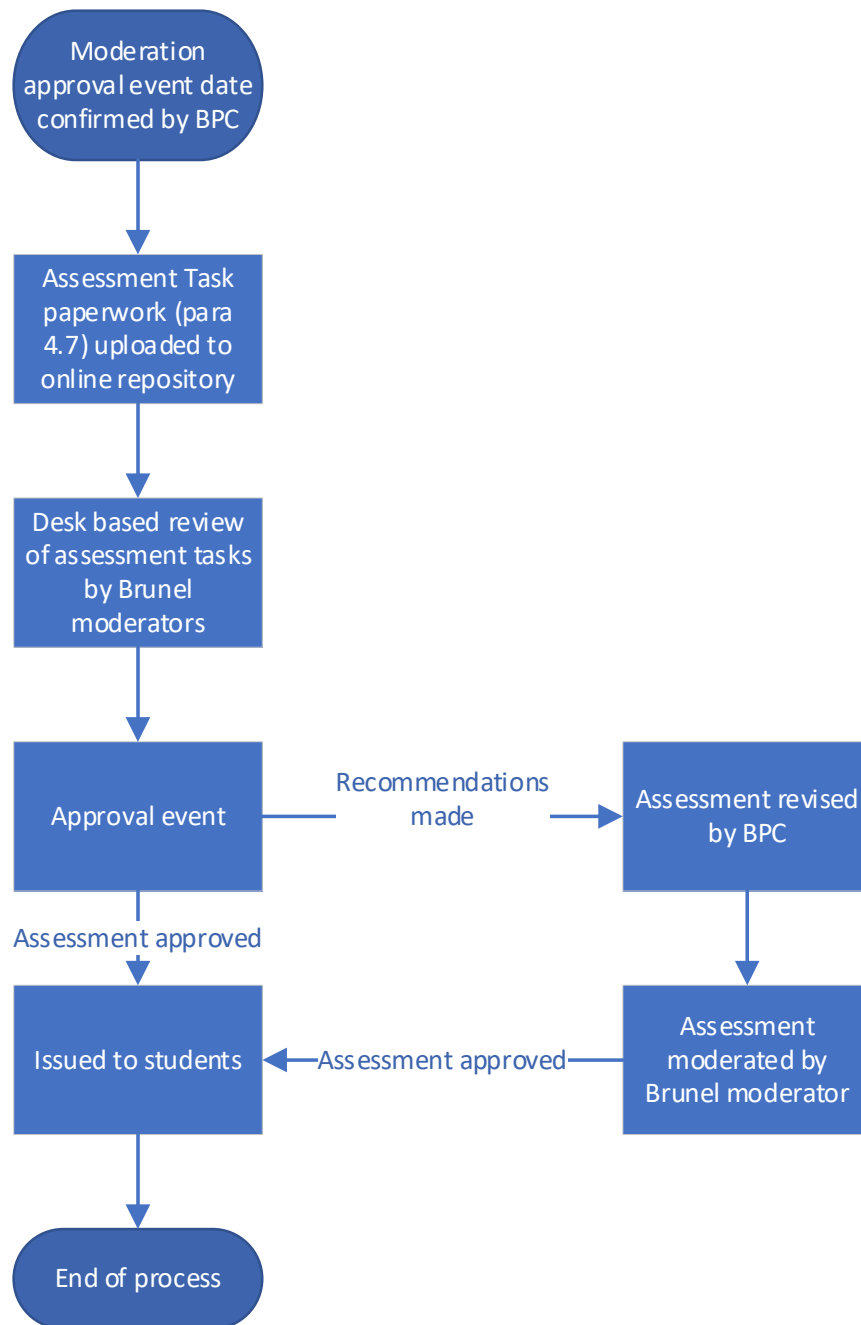 Moderation
approval event date
confirmed by BPC
Assessment Task
paperwork (para
4.7) uploaded to
online repository
Desk based review
of assessment tasks
by Brunel
moderators
Approval event
Recommendations
made
Assessment revised
by BPC
Assessment approved
Issued to students
Assessment approved
Assessment
moderated by
Brunel moderator
End of process